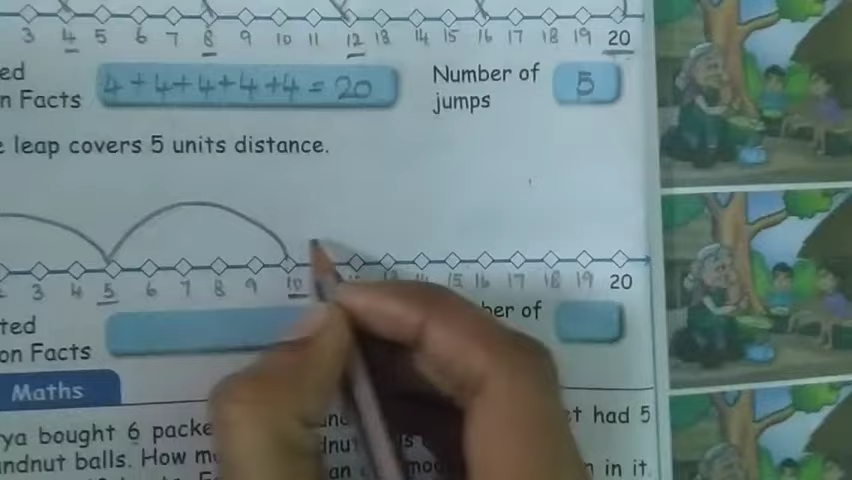 3 4 5 6 7 8 9 10 11 12 13 14 15 16 17 18 19 20
ed
n Facts
4+4+4+4+4=20
Number of
jumps
5
e leap covers 5 units distance.
3 4 5 6 7 8 9 10 15 16 17 18 19 20
ted
on Facts
ber of
Maths
ya bought 6 packe
t had 5
ndnut balls. How m
n in it.